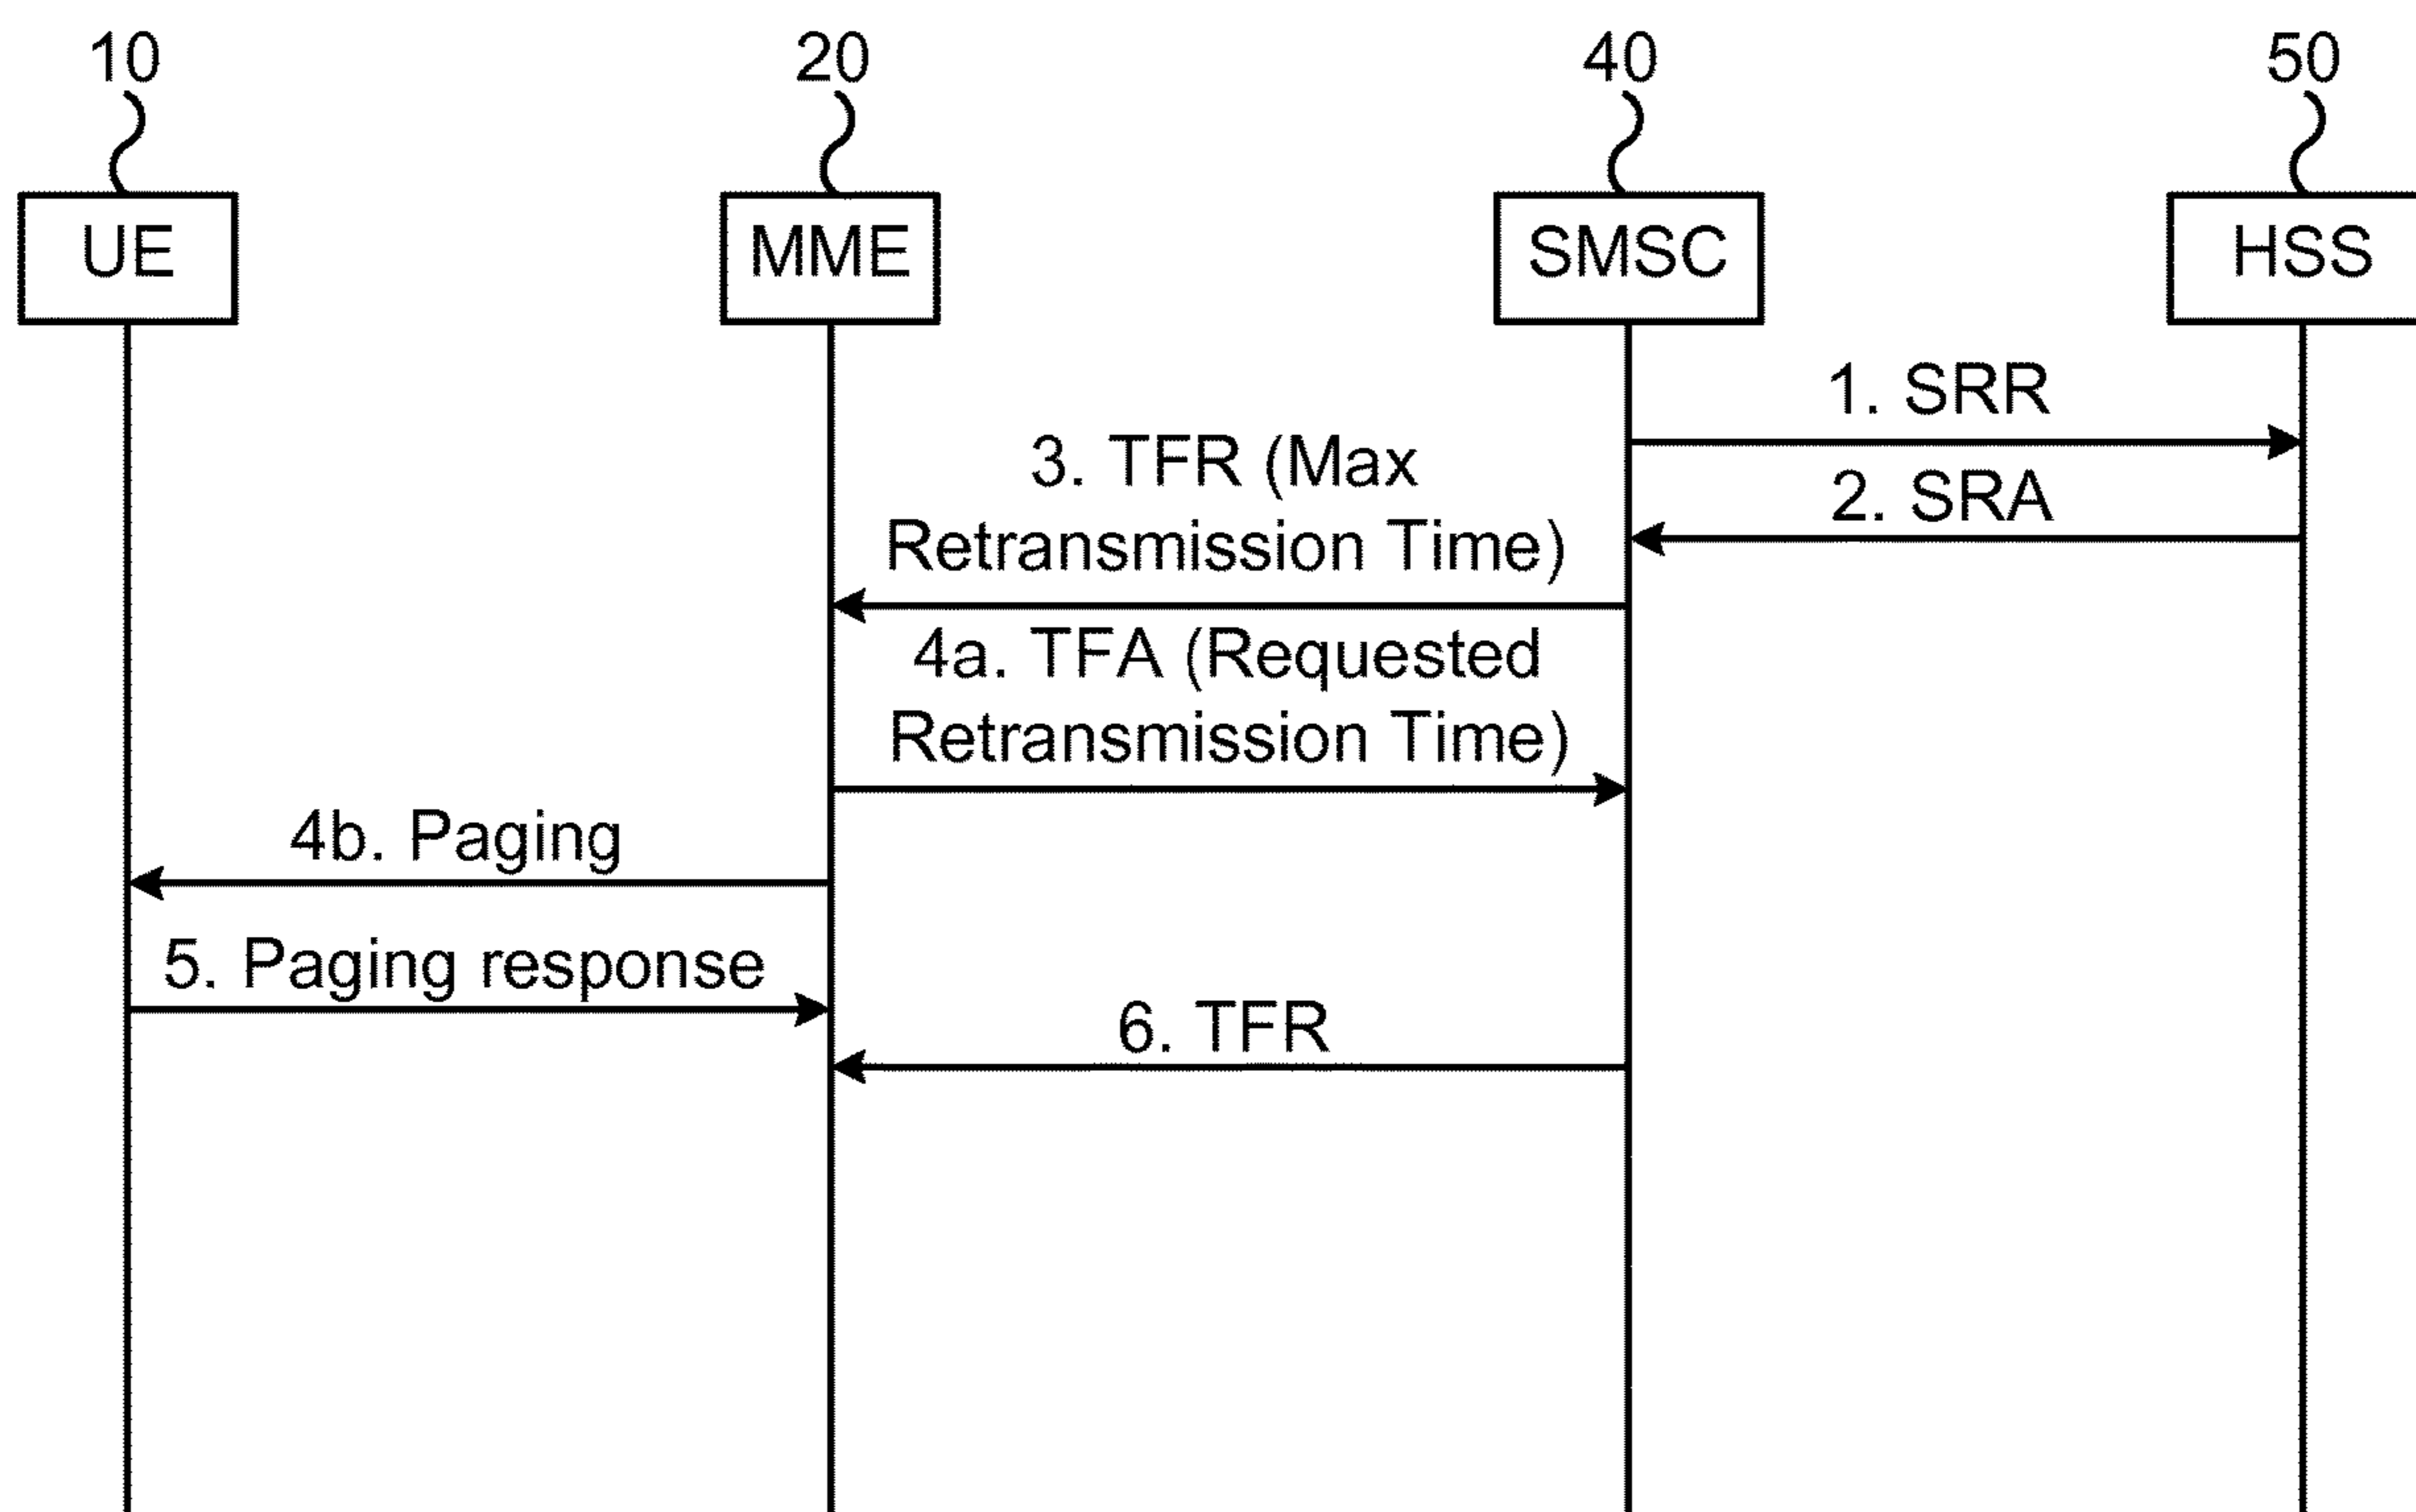 10
20
40
50
UE
MME
SMSC
HSS
1. SRR
3. TFR (Max
Retransmission Time)
2. SRA
4a. TFA (Requested
Retransmission Time)
4b. Paging
5. Paging response
6. TFR